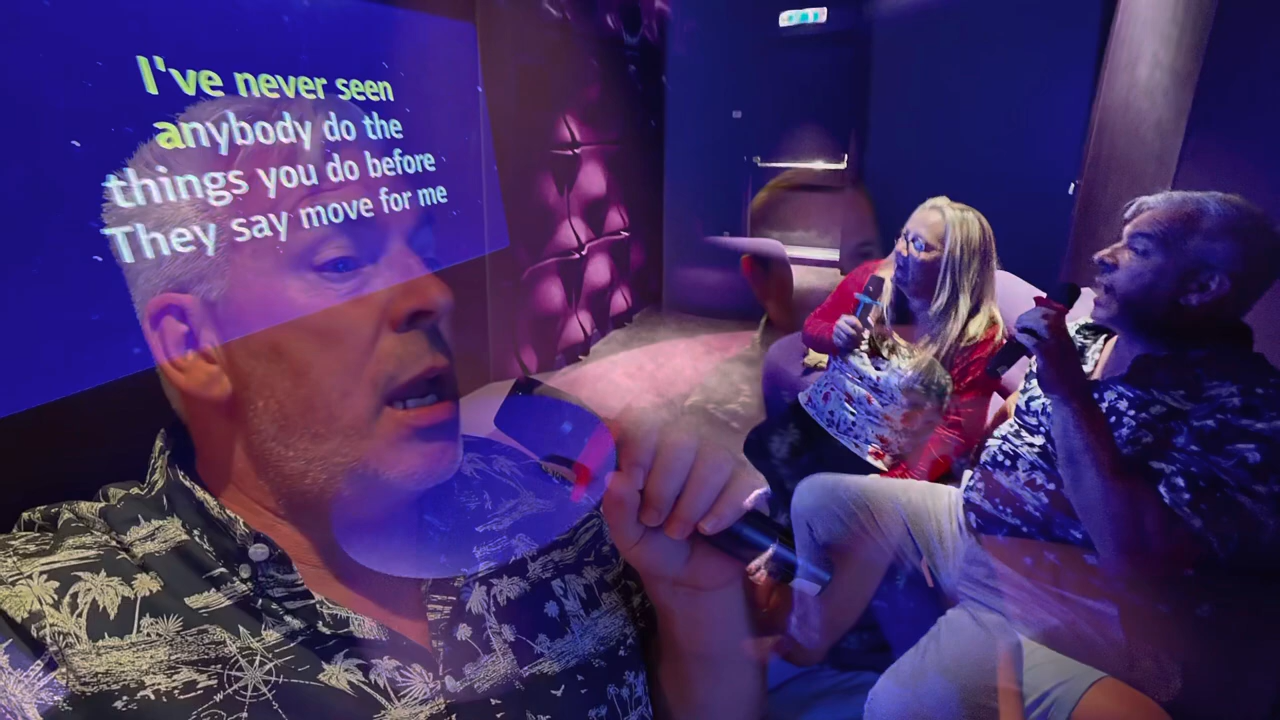 I've never seen
anybody do the
things you do before
They say move for me